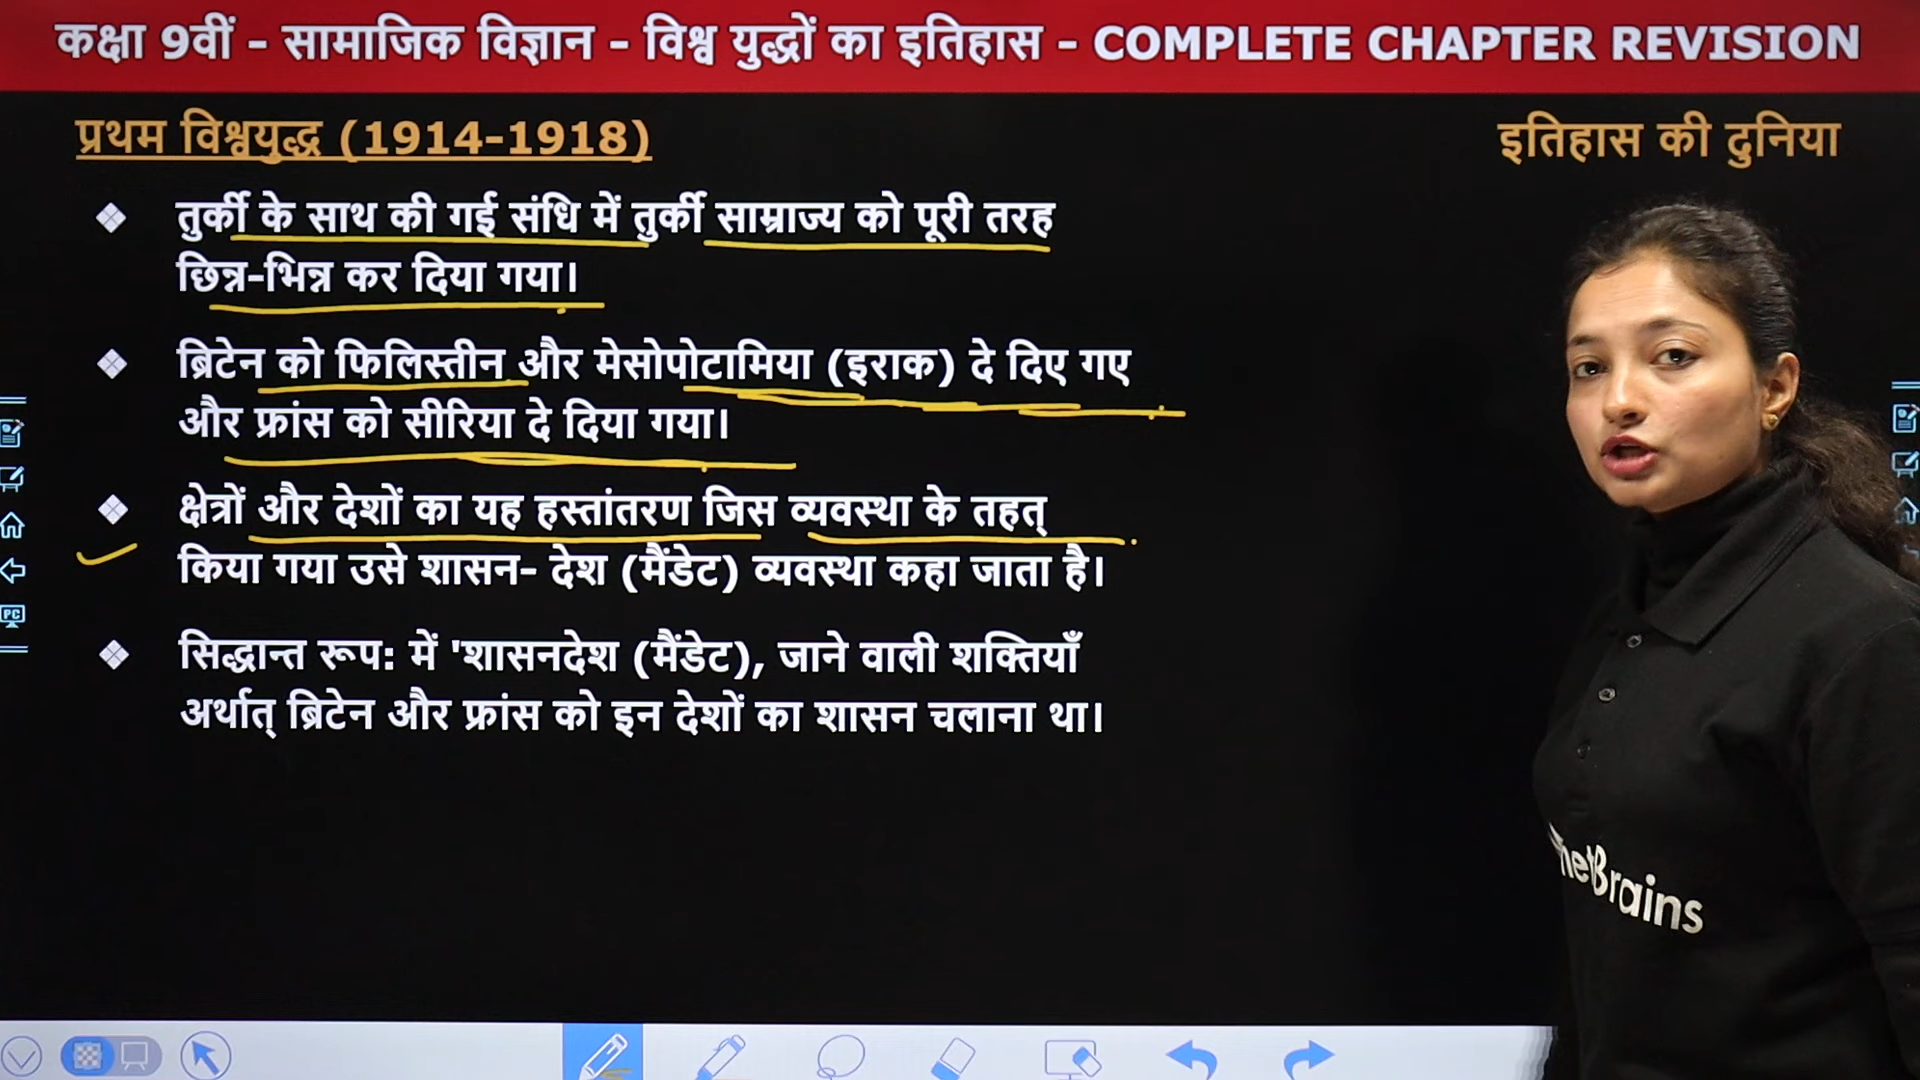 कक्षा 9वीं - सामाजिक विज्ञान - विश्व युद्धों का इतिहास - COMPLETE CHAPTER REVISION
प्रथम विश्वयुद्ध (1914-1918)
इतिहास की दुनिया
❖ तुर्की के साथ की गई संधि में तुर्की साम्राज्य को पूरी तरह
छिन्न-भिन्न कर दिया गया।
❖ ब्रिटेन को फिलिस्तीन और मेसोपोटामिया (इराक) दे दिए गए
और फ्रांस को सीरिया दे दिया गया।
❖ क्षेत्रों और देशों का यह हस्तांतरण जिस व्यवस्था के तहत्
किया गया उसे शासन- देश (मैंडेट) व्यवस्था कहा जाता है।
❖ सिद्धान्त रूप: में 'शासनदेश (मैंडेट), जाने वाली शक्तियाँ
अर्थात् ब्रिटेन और फ्रांस को इन देशों का शासन चलाना था।
PC
netBrains